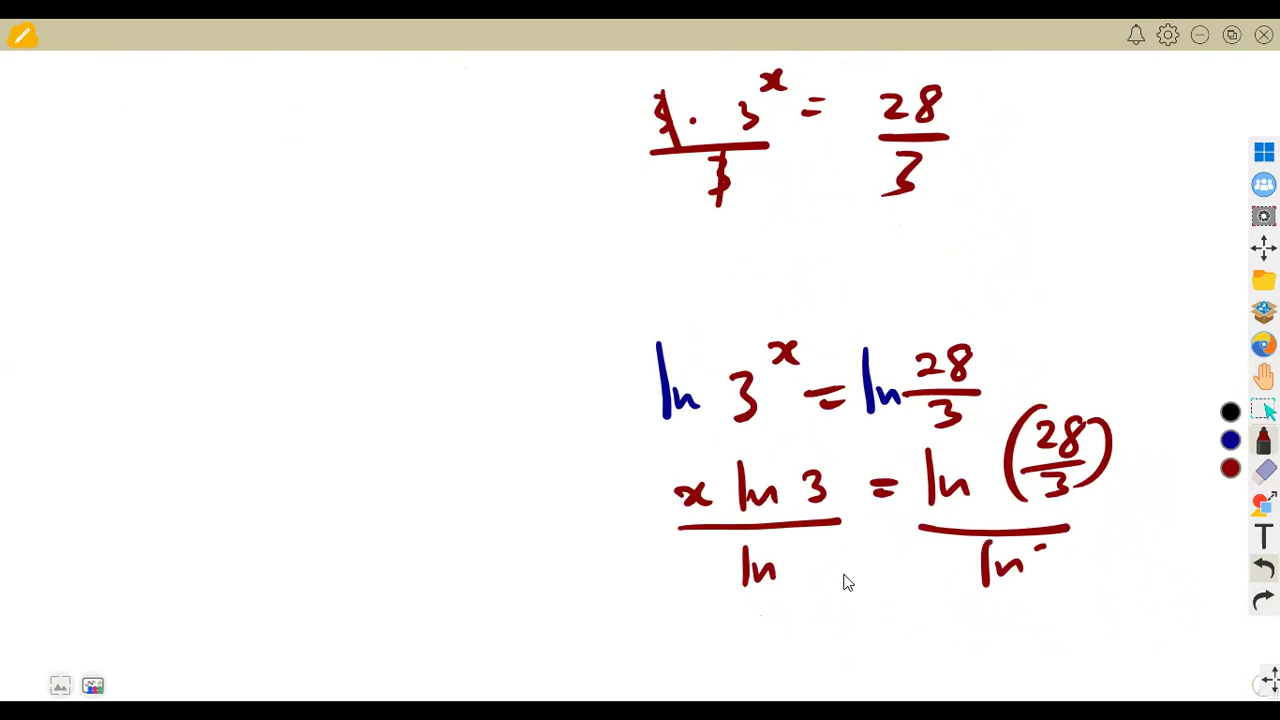 3 · 3^x / 3 = 28/3
ln 3^x = ln 28/3
x ln 3 / ln = ln (28/3) / ln
T